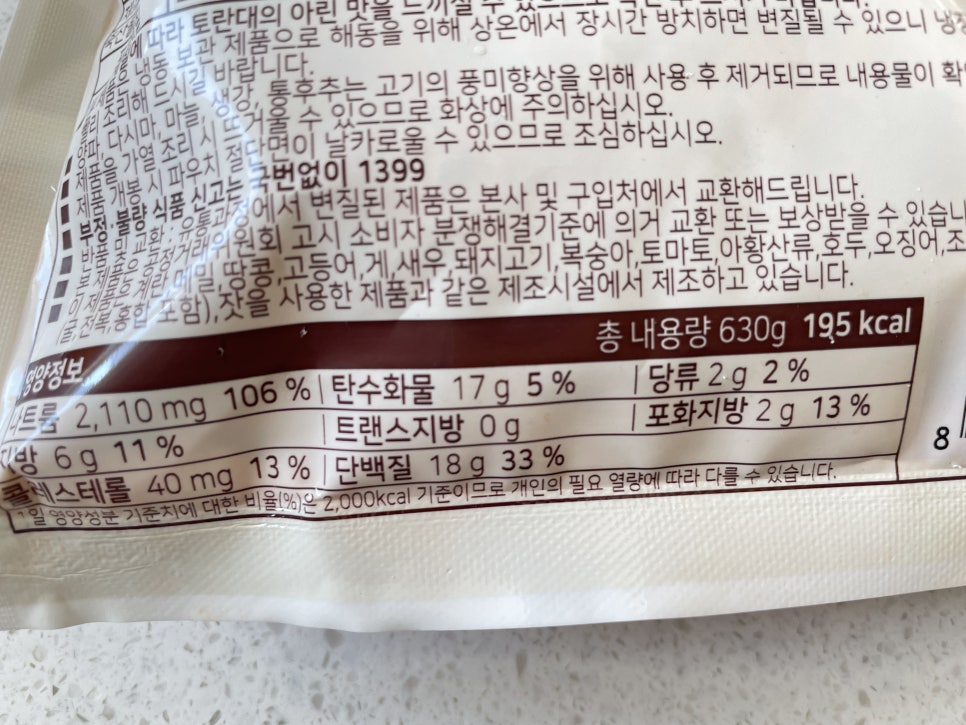 따라 토란대의 아린 맛을 느끼실 수
냉동 보관 제품으로 해동을 위해 상온에서 장시간 방치하면 변질될 수 있으니
조리해 드시길 바랍니다.
양파, 다시마, 마늘, 생강, 통후추는 고기의 풍미향상을 위해 사용 후 제거되므로 내용물이
제품을 가열 조리 시 뜨거울 수 있으므로 화상에 주의하십시오.
제품 개봉 시 파우치 절단면이 날카로울 수 있으므로 조심하십시오.
부정·불량 식품 신고는 국번없이 1399
반품 및 교환: 유통과정에서 변질된 제품은 본사 및 구입처에서 교환해드립니다.
제품은 공정거래위원회 고시 소비자 분쟁해결기준에 의거 교환 또는 보상받을 수 있습니
이 제품은 계란, 메밀, 땅콩, 고등어, 게, 새우, 돼지고기, 복숭아, 토마토, 아황산류, 호두, 오징어, 조
굴, 전복, 홍합 포함), 잣을 사용한 제품과 같은 제조시설에서 제조하고 있습니다.
영양정보 총 내용량 630g 195 kcal
나트륨 2,110 mg 106 % 탄수화물 17 g 5 % 당류 2 g 2 %
지방 6 g 11 % 트랜스지방 0 g 포화지방 2 g 13 %
콜레스테롤 40 mg 13 % 단백질 18 g 33 %
1일 영양성분 기준치에 대한 비율(%)은 2,000kcal 기준이므로 개인의 필요 열량에 따라 다를 수 있습니다.
8